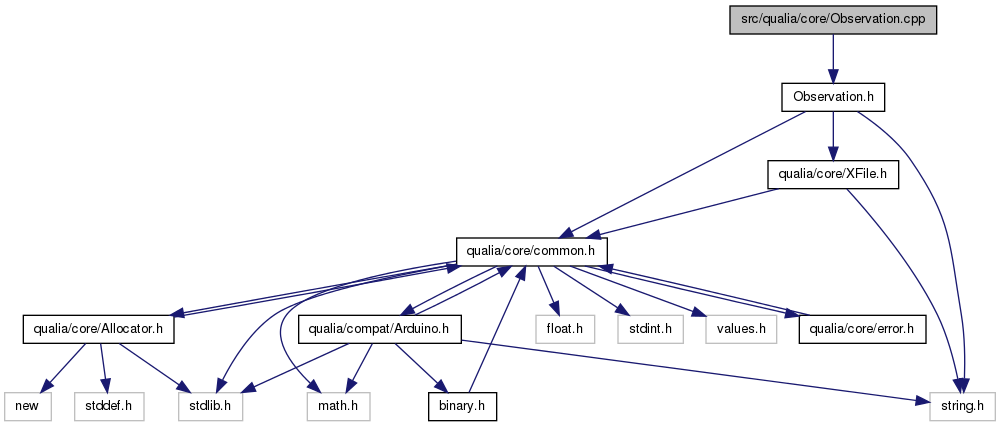 src/qualia/core/Observation.cpp
Observation.h
qualia/core/XFile.h
qualia/core/common.h
qualia/core/Allocator.h
qualia/compat/Arduino.h
float.h
stdint.h
values.h
qualia/core/error.h
new
stddef.h
stdlib.h
math.h
binary.h
string.h